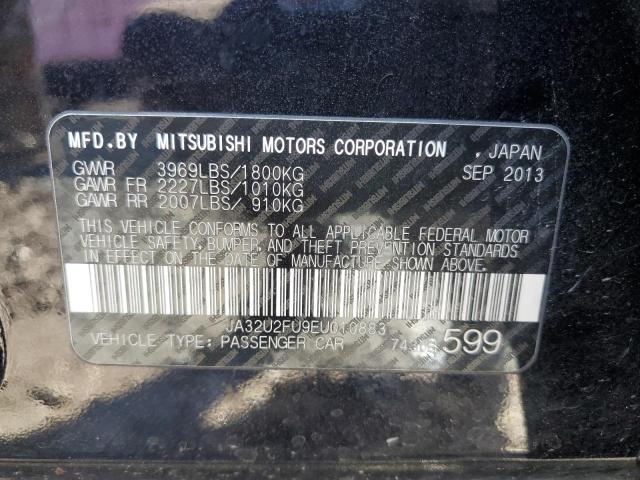 MFD.BY MITSUBISHI MOTORS CORPORATION , JAPAN
GVWR 3969LBS/1800KG SEP 2013
GAWR FR 2227LBS/1010KG
GAWR RR 2007LBS/ 910KG
THIS VEHICLE CONFORMS TO ALL APPLICABLE FEDERAL MOTOR
VEHICLE SAFETY, BUMPER, AND THEFT PREVENTION STANDARDS
IN EFFECT ON THE DATE OF MANUFACTURE SHOWN ABOVE.
JA32U2FU9EU010883
VEHICLE TYPE: PASSENGER CAR 599